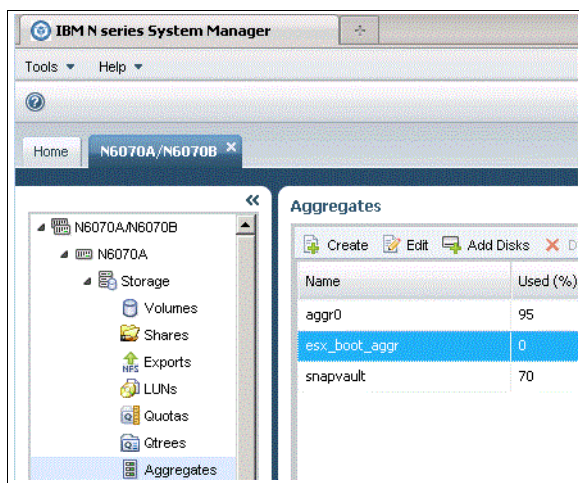 IBM N series System Manager
Tools Help
Home N6070A/N6070B
N6070A/N6070B
N6070A
Storage
Volumes
Shares
Exports
LUNs
Quotas
Qtrees
Aggregates
Aggregates
Create Edit Add Disks D
Name Used (%)
aggr0 95
esx_boot_aggr 0
snapvault 70